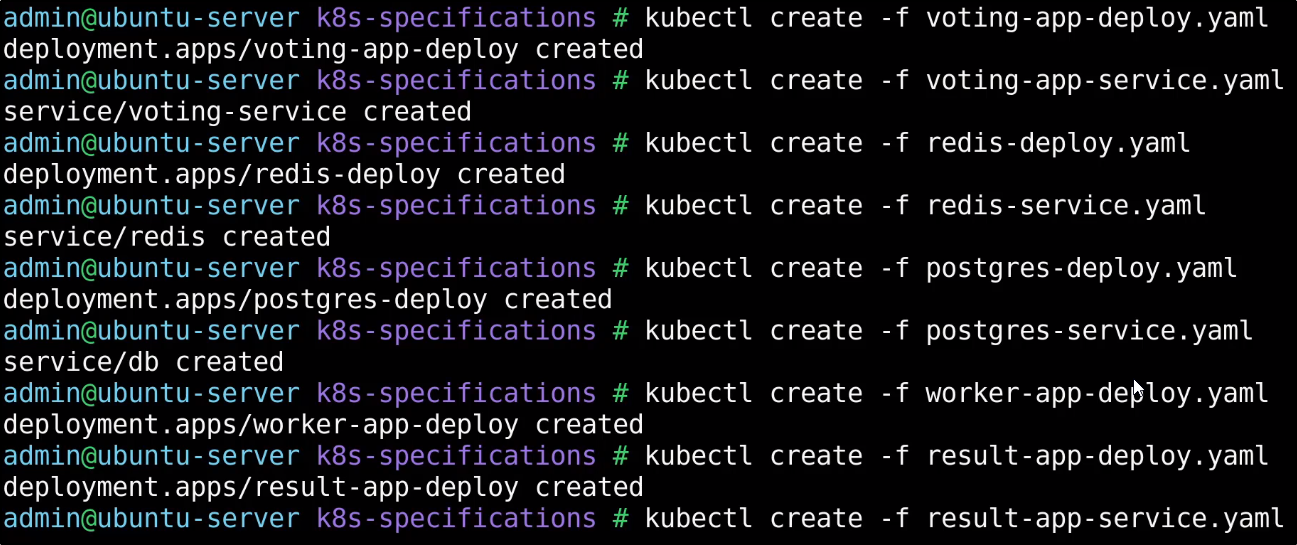 admin@ubuntu-server k8s-specifications # kubectl create -f voting-app-deploy.yaml
deployment.apps/voting-app-deploy created
admin@ubuntu-server k8s-specifications # kubectl create -f voting-app-service.yaml
service/voting-service created
admin@ubuntu-server k8s-specifications # kubectl create -f redis-deploy.yaml
deployment.apps/redis-deploy created
admin@ubuntu-server k8s-specifications # kubectl create -f redis-service.yaml
service/redis created
admin@ubuntu-server k8s-specifications # kubectl create -f postgres-deploy.yaml
deployment.apps/postgres-deploy created
admin@ubuntu-server k8s-specifications # kubectl create -f postgres-service.yaml
service/db created
admin@ubuntu-server k8s-specifications # kubectl create -f worker-app-deploy.yaml
deployment.apps/worker-app-deploy created
admin@ubuntu-server k8s-specifications # kubectl create -f result-app-deploy.yaml
deployment.apps/result-app-deploy created
admin@ubuntu-server k8s-specifications # kubectl create -f result-app-service.yaml